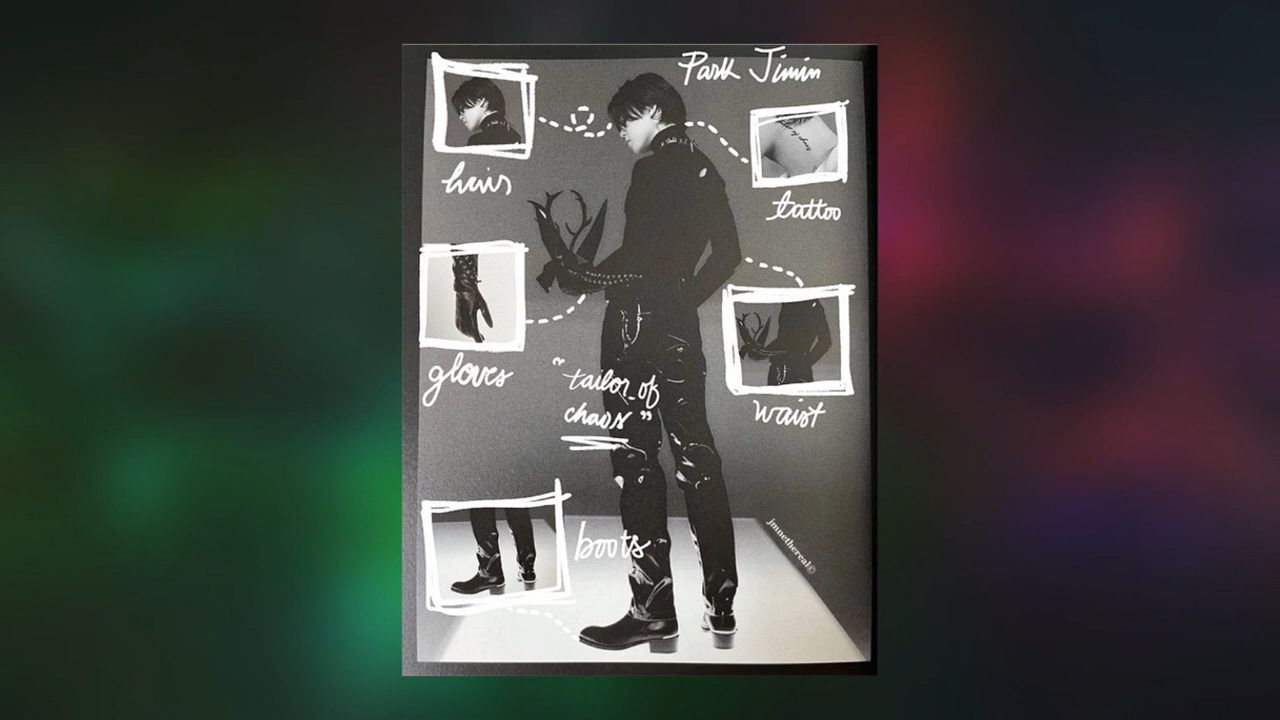 Park Jimin
hair
tattoo
gloves
"tailor of
chaos"
waist
boots
jmnethereal©